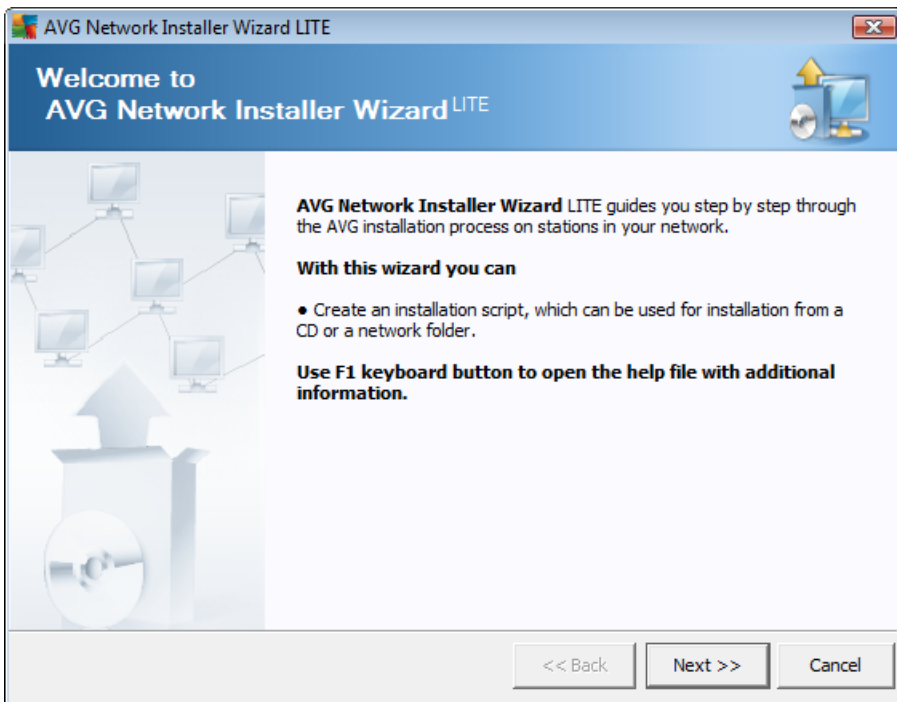 AVG Network Installer Wizard LITE
Welcome to
AVG Network Installer Wizard LITE
AVG Network Installer Wizard LITE guides you step by step through
the AVG installation process on stations in your network.
With this wizard you can
● Create an installation script, which can be used for installation from a
CD or a network folder.
Use F1 keyboard button to open the help file with additional
information.
<< Back
Next >>
Cancel